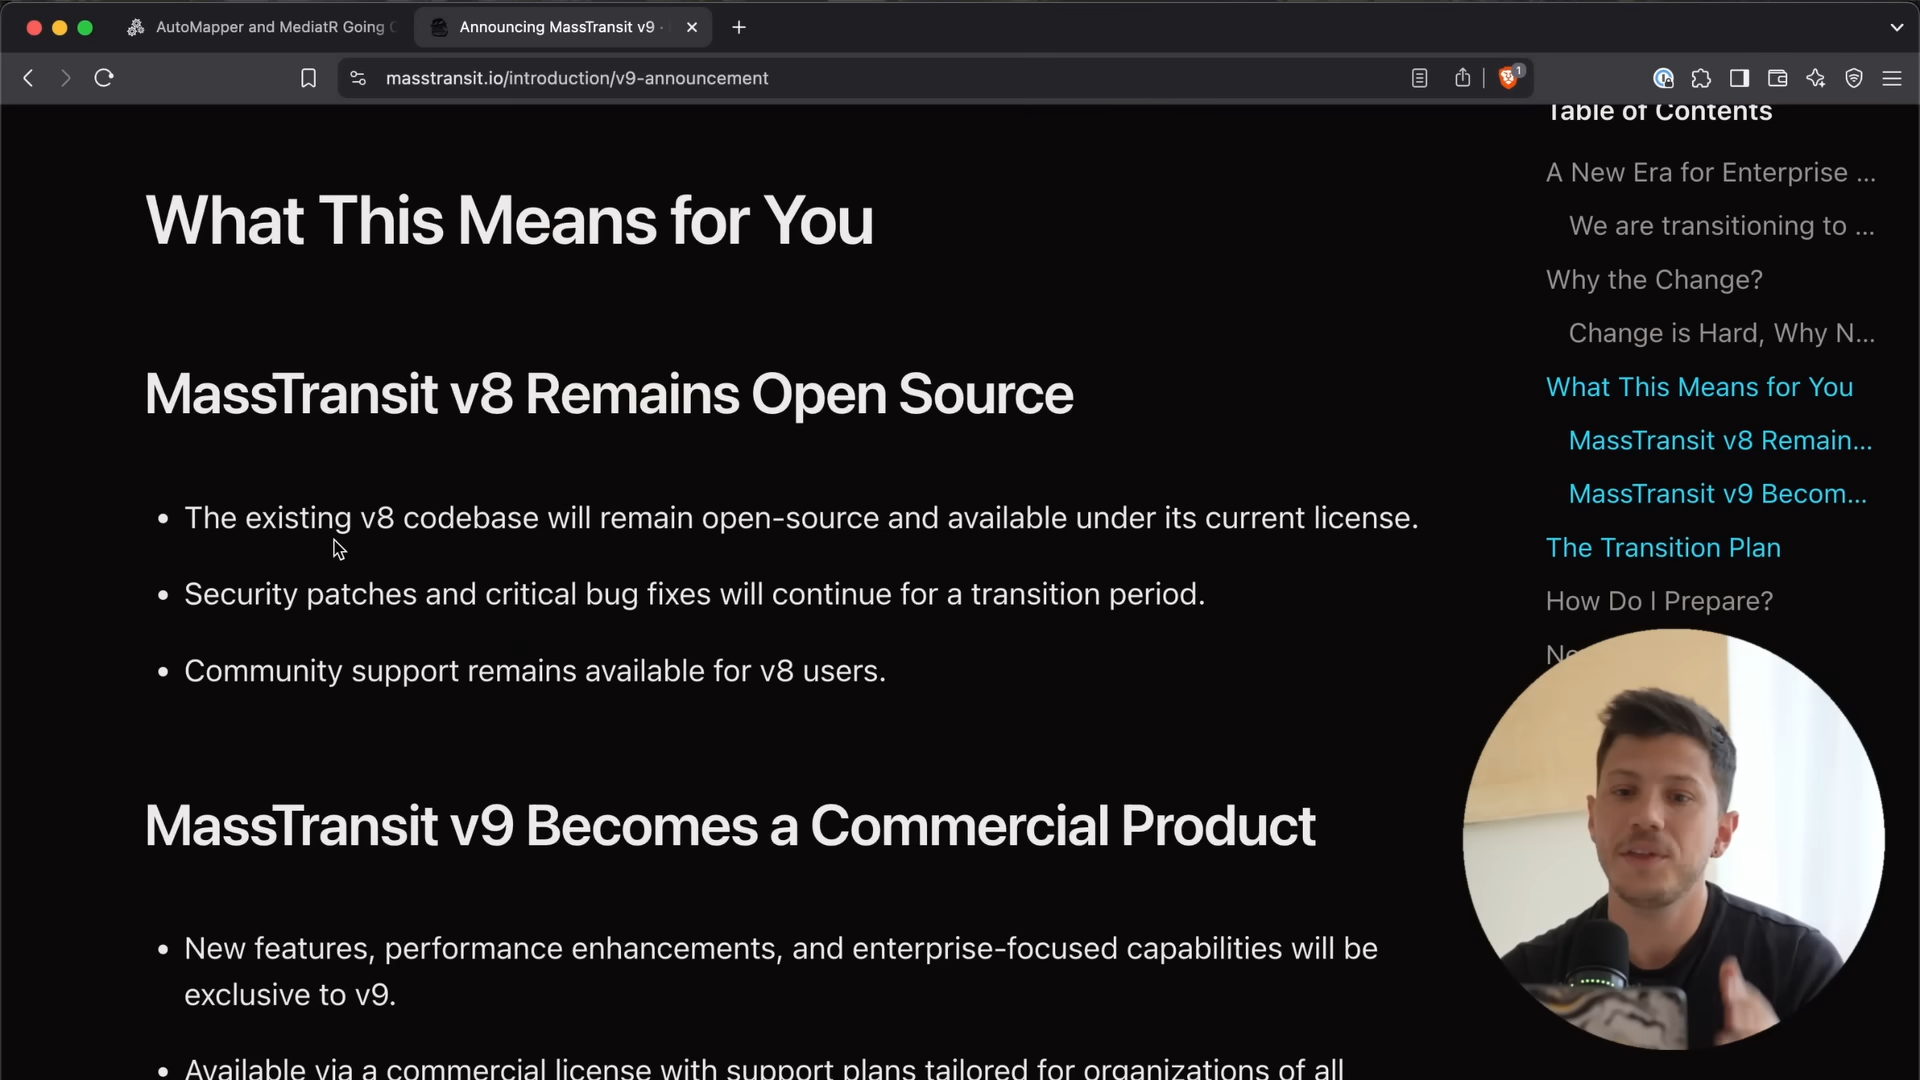 AutoMapper and MediatR Going
Announcing MassTransit v9 ·
masstransit.io/introduction/v9-announcement
1
What This Means for You
MassTransit v8 Remains Open Source
• The existing v8 codebase will remain open-source and available under its current license.
• Security patches and critical bug fixes will continue for a transition period.
• Community support remains available for v8 users.
MassTransit v9 Becomes a Commercial Product
• New features, performance enhancements, and enterprise-focused capabilities will be
exclusive to v9.
• Available via a commercial license with support plans tailored for organizations of all
Table of Contents
A New Era for Enterprise ...
We are transitioning to ...
Why the Change?
Change is Hard, Why N...
What This Means for You
MassTransit v8 Remain...
MassTransit v9 Becom...
The Transition Plan
How Do I Prepare?